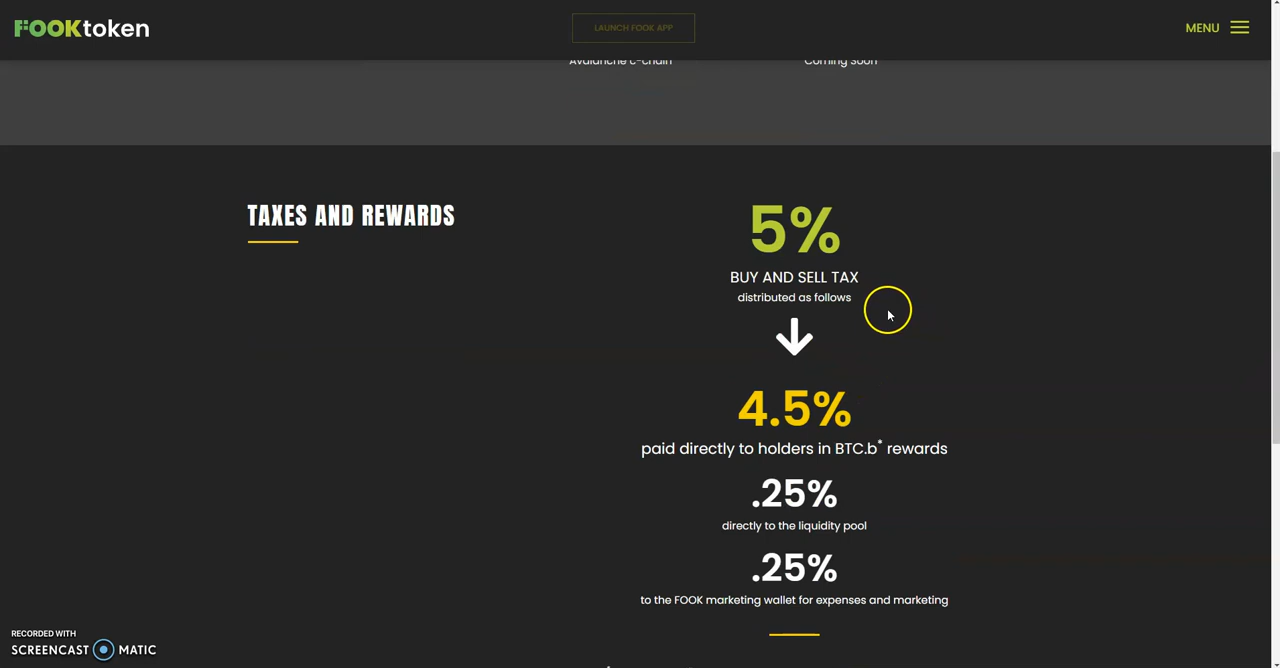 FOOKtoken
LAUNCH FOOK APP
MENU
Avalanche c-chain
Coming Soon
TAXES AND REWARDS
5%
BUY AND SELL TAX
distributed as follows
4.5%
paid directly to holders in BTC.b* rewards
.25%
directly to the liquidity pool
.25%
to the FOOK marketing wallet for expenses and marketing
RECORDED WITH
SCREENCAST MATIC